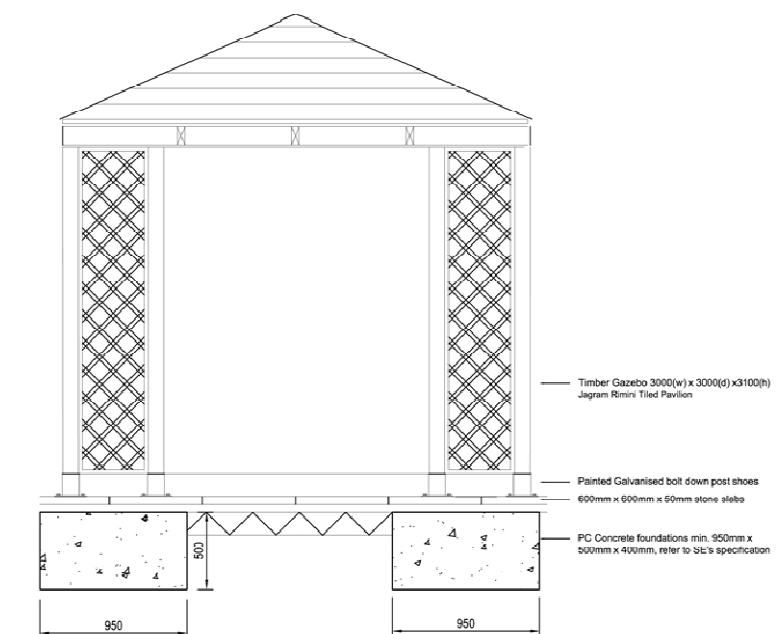 Timber Gazebo 3000(w) x 3000(d) x3100(h)
Jagram Rimini Tiled Pavilion
Painted Galvanised bolt down post shoes
600mm x 600mm x 50mm stone slabs
PC Concrete foundations min. 950mm x
500mm x 400mm, refer to SE's specification
500
950
950